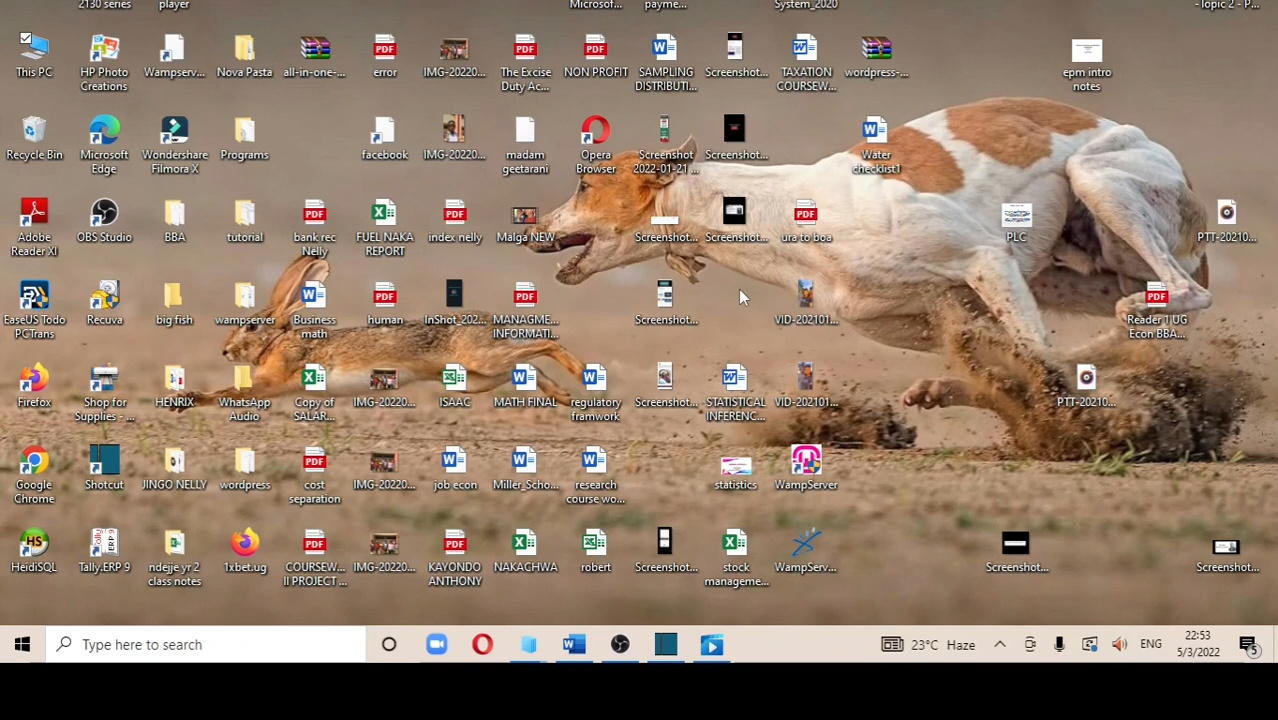 2130 series
player
Microsof...
payme...
System_2020
-Topic 2 - P...
This PC
HP Photo
Creations
Wampserv...
Nova Pasta
all-in-one-...
error
IMG-20220...
The Excise
Duty Ac...
NON PROFIT
SAMPLING
DISTRIBUTI...
Screenshot...
TAXATION
COURSEW...
wordpress-...
epm intro
notes
Recycle Bin
Microsoft
Edge
Wondershare
Filmora X
Programs
facebook
IMG-20220...
madam
geetarani
Opera
Browser
Screenshot
2022-01-21 ...
Screenshot...
Water
checklist1
Adobe
Reader XI
OBS Studio
BBA
tutorial
bank rec
Nelly
FUEL NAKA
REPORT
index nelly
Malga NEW
Screenshot...
Screenshot...
ura to boa
PLC
PTT-20210...
EaseUS Todo
PCTrans
Recuva
big fish
wampserver
Business
math
human
InShot_202...
MANAGME...
INFORMATI...
Screenshot...
VID-202101...
Reader 1 UG
Econ BBA...
Firefox
Shop for
Supplies - ...
HENRIX
WhatsApp
Audio
Copy of
SALAR...
IMG-20220...
ISAAC
MATH FINAL
regulatory
framwork
Screenshot...
STATISTICAL
INFERENC...
VID-202101...
PTT-20210...
Google
Chrome
Shotcut
JINGO NELLY
wordpress
cost
separation
IMG-20220...
job econ
Miller_Scho...
research
course wo...
statistics
WampServer
HeidiSQL
Tally.ERP 9
ndejje yr 2
class notes
1xbet.ug
COURSEW...
II PROJECT ...
IMG-20220...
KAYONDO
ANTHONY
NAKACHWA
robert
Screenshot...
stock
manageme...
WampServ...
Screenshot...
Screenshot...
Type here to search
23°C Haze
ENG
22:53
5/3/2022
5